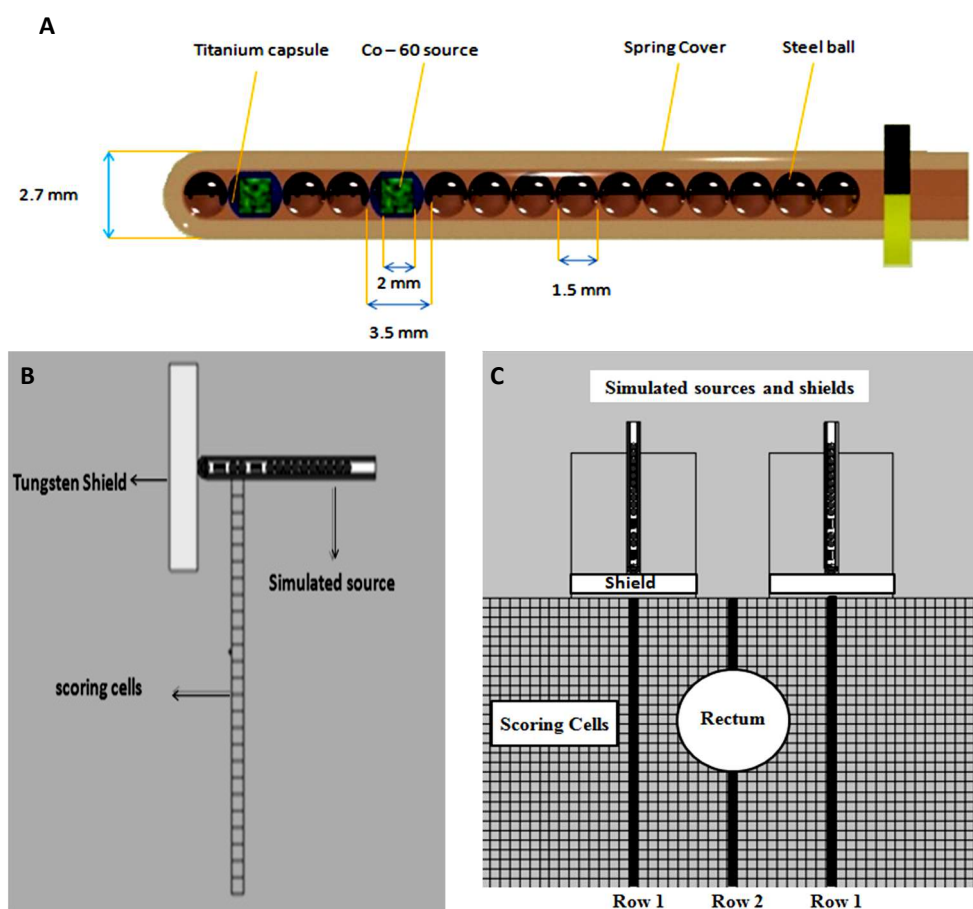 A
Titanium capsule
Co – 60 source
Spring Cover
Steel ball
2.7 mm
2 mm
1.5 mm
3.5 mm
B
Tungsten Shield
Simulated source
scoring cells
C
Simulated sources and shields
Shield
Scoring Cells
Rectum
Row 1
Row 2
Row 1